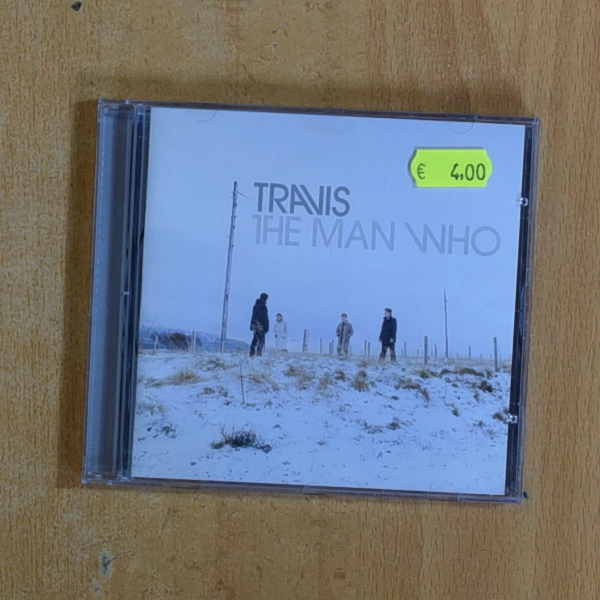 € 4,00
TRAVIS
THE MAN WHO